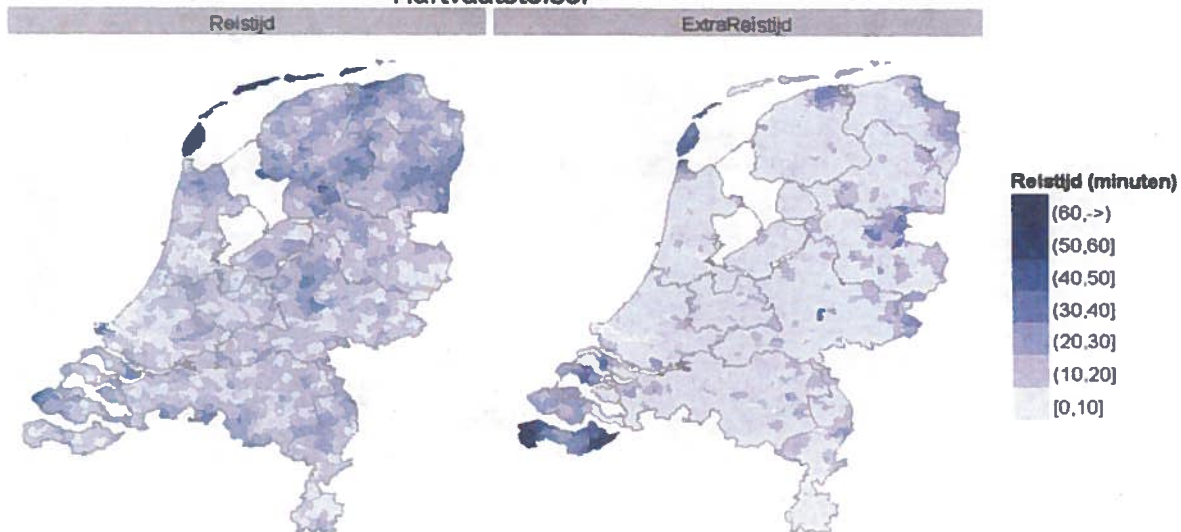 Reistijd
ExtraReistijd
Reistijd (minuten)
(60,->)
(50,60]
(40,50]
(30,40]
(20,30]
(10,20]
[0,10]